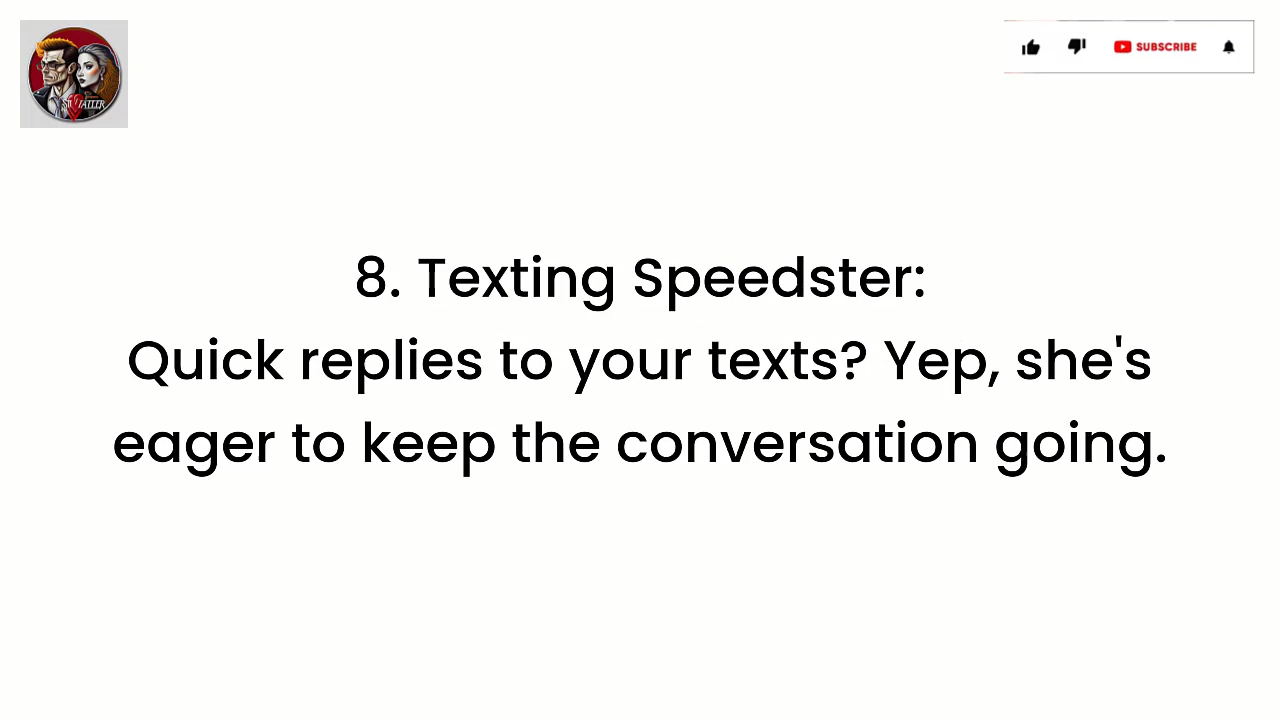 SUBSCRIBE
8. Texting Speedster:
Quick replies to your texts? Yep, she's
eager to keep the conversation going.